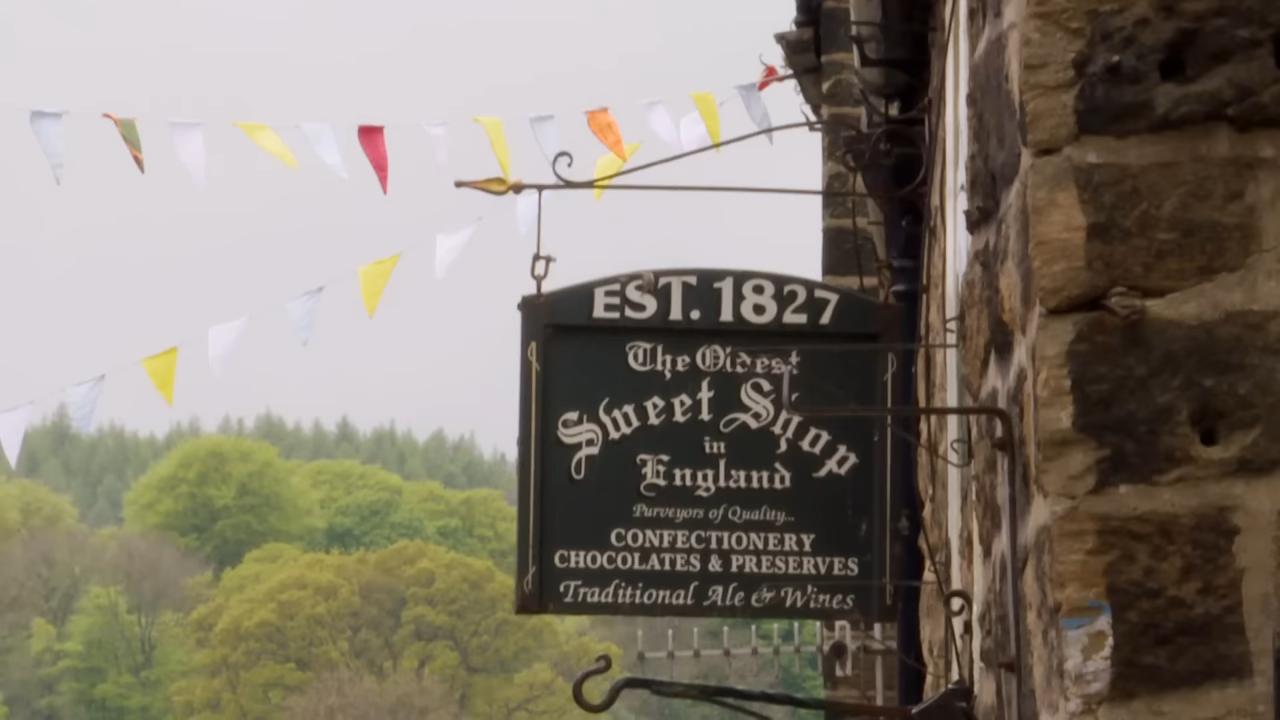 EST. 1827
The Oldest
Sweet Shop
in
England
Purveyors of Quality...
CONFECTIONERY
CHOCOLATES & PRESERVES
Traditional Ale & Wines